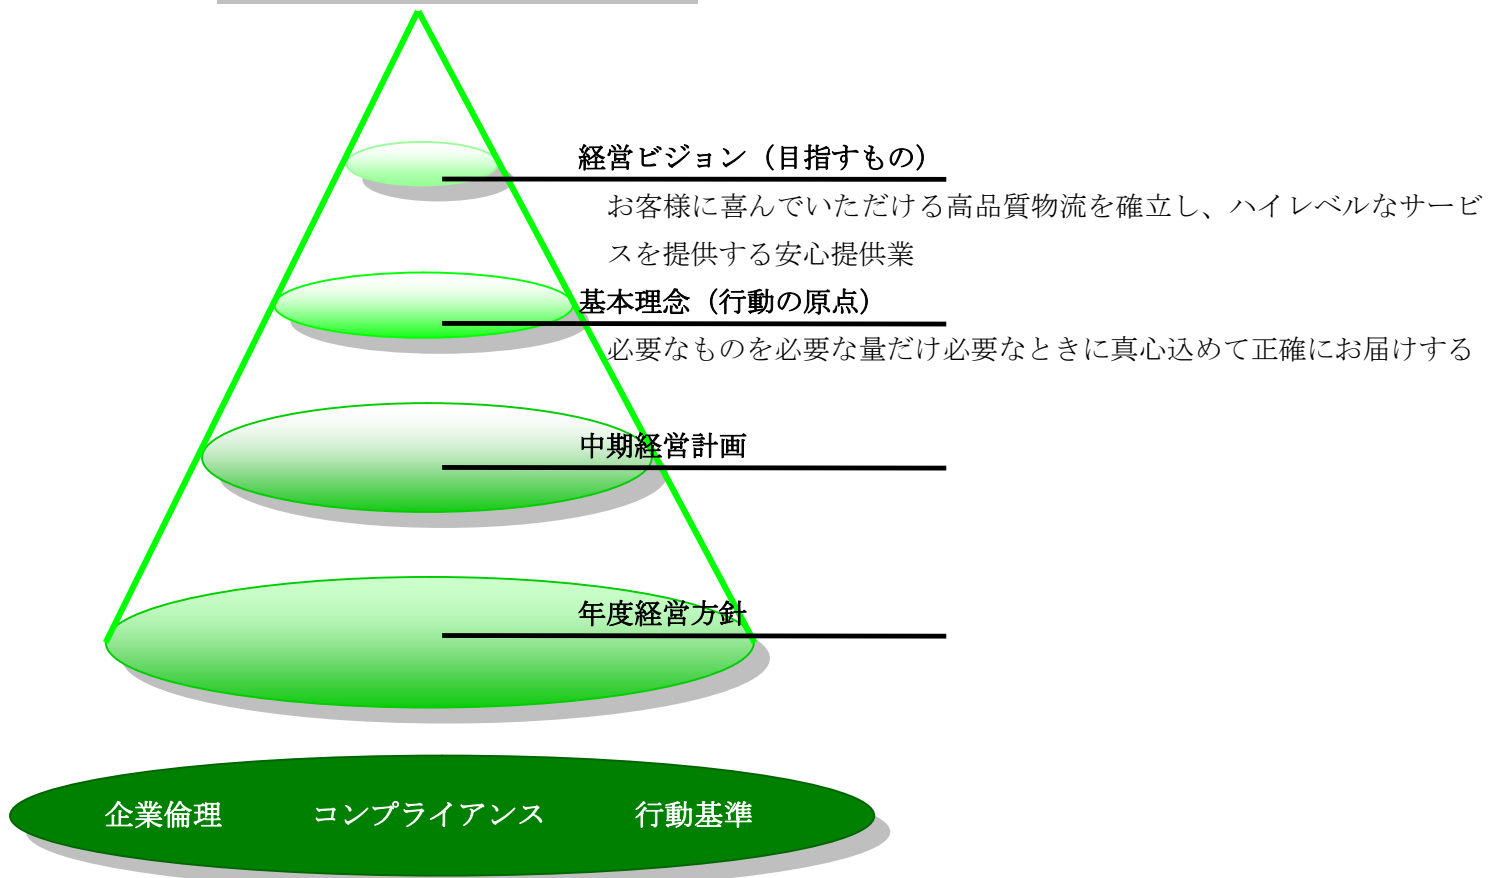 経営ビジョン（目指すもの）
お客様に喜んでいただける高品質物流を確立し、ハイレベルなサービ
スを提供する安心提供業
基本理念（行動の原点）
必要なものを必要な量だけ必要なときに真心込めて正確にお届けする
中期経営計画
年度経営方針
企業倫理 コンプライアンス 行動基準